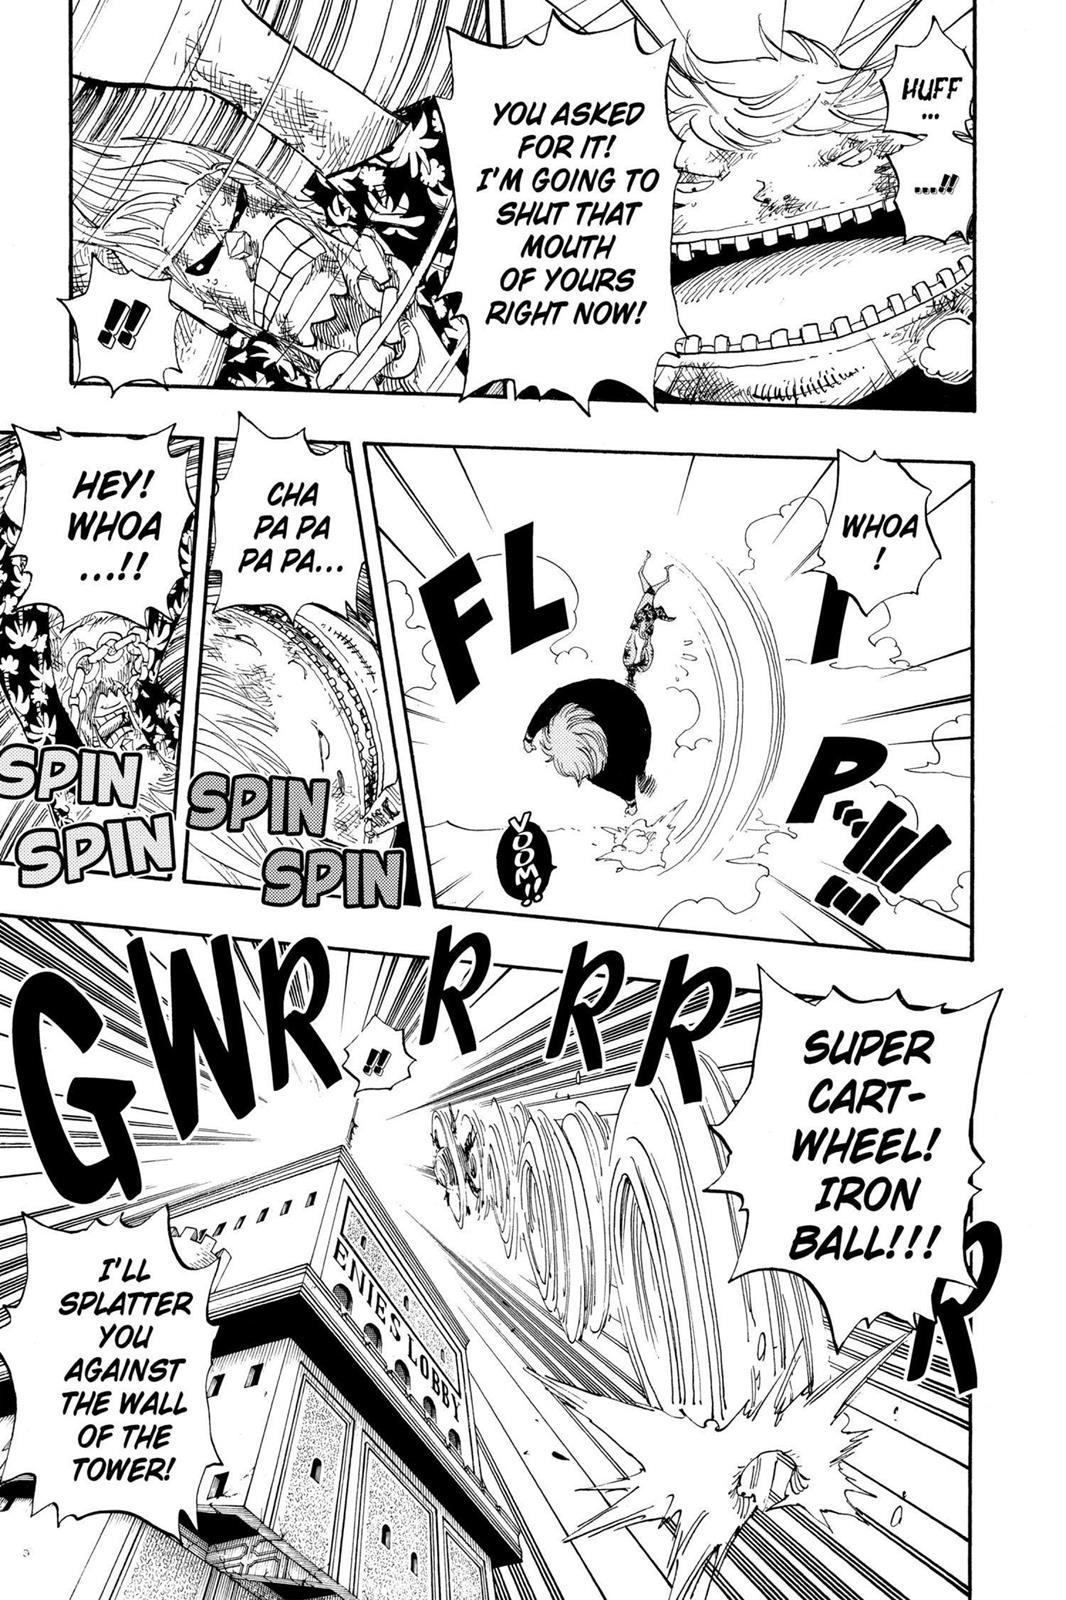 HUFF
...
...!!
YOU ASKED
FOR IT!
I'M GOING TO
SHUT THAT
MOUTH
OF YOURS
RIGHT NOW!
!!
WHOA
!
FLIP...!!!
VOOM!!
CHA
PA PA
PA PA...
SPIN
SPIN
HEY!
WHOA
...!!
SPIN
SPIN
SUPER
CART-
WHEEL!
IRON
BALL!!!
GWRRRRR
!!
ENIES LOBBY
I'LL
SPLATTER
YOU
AGAINST
THE WALL
OF THE
TOWER!